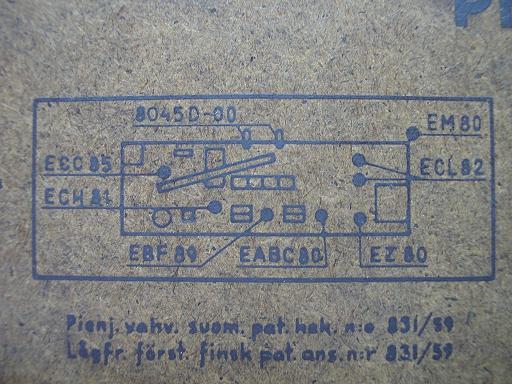 8045D-00
EM80
ECC85
ECL82
ECH81
EBF89
EABC80
EZ80
Pienj. vahv. suom. pat. hak. n:o 831/59
Lågfr. först. finsk pat. ans. n:r 831/59